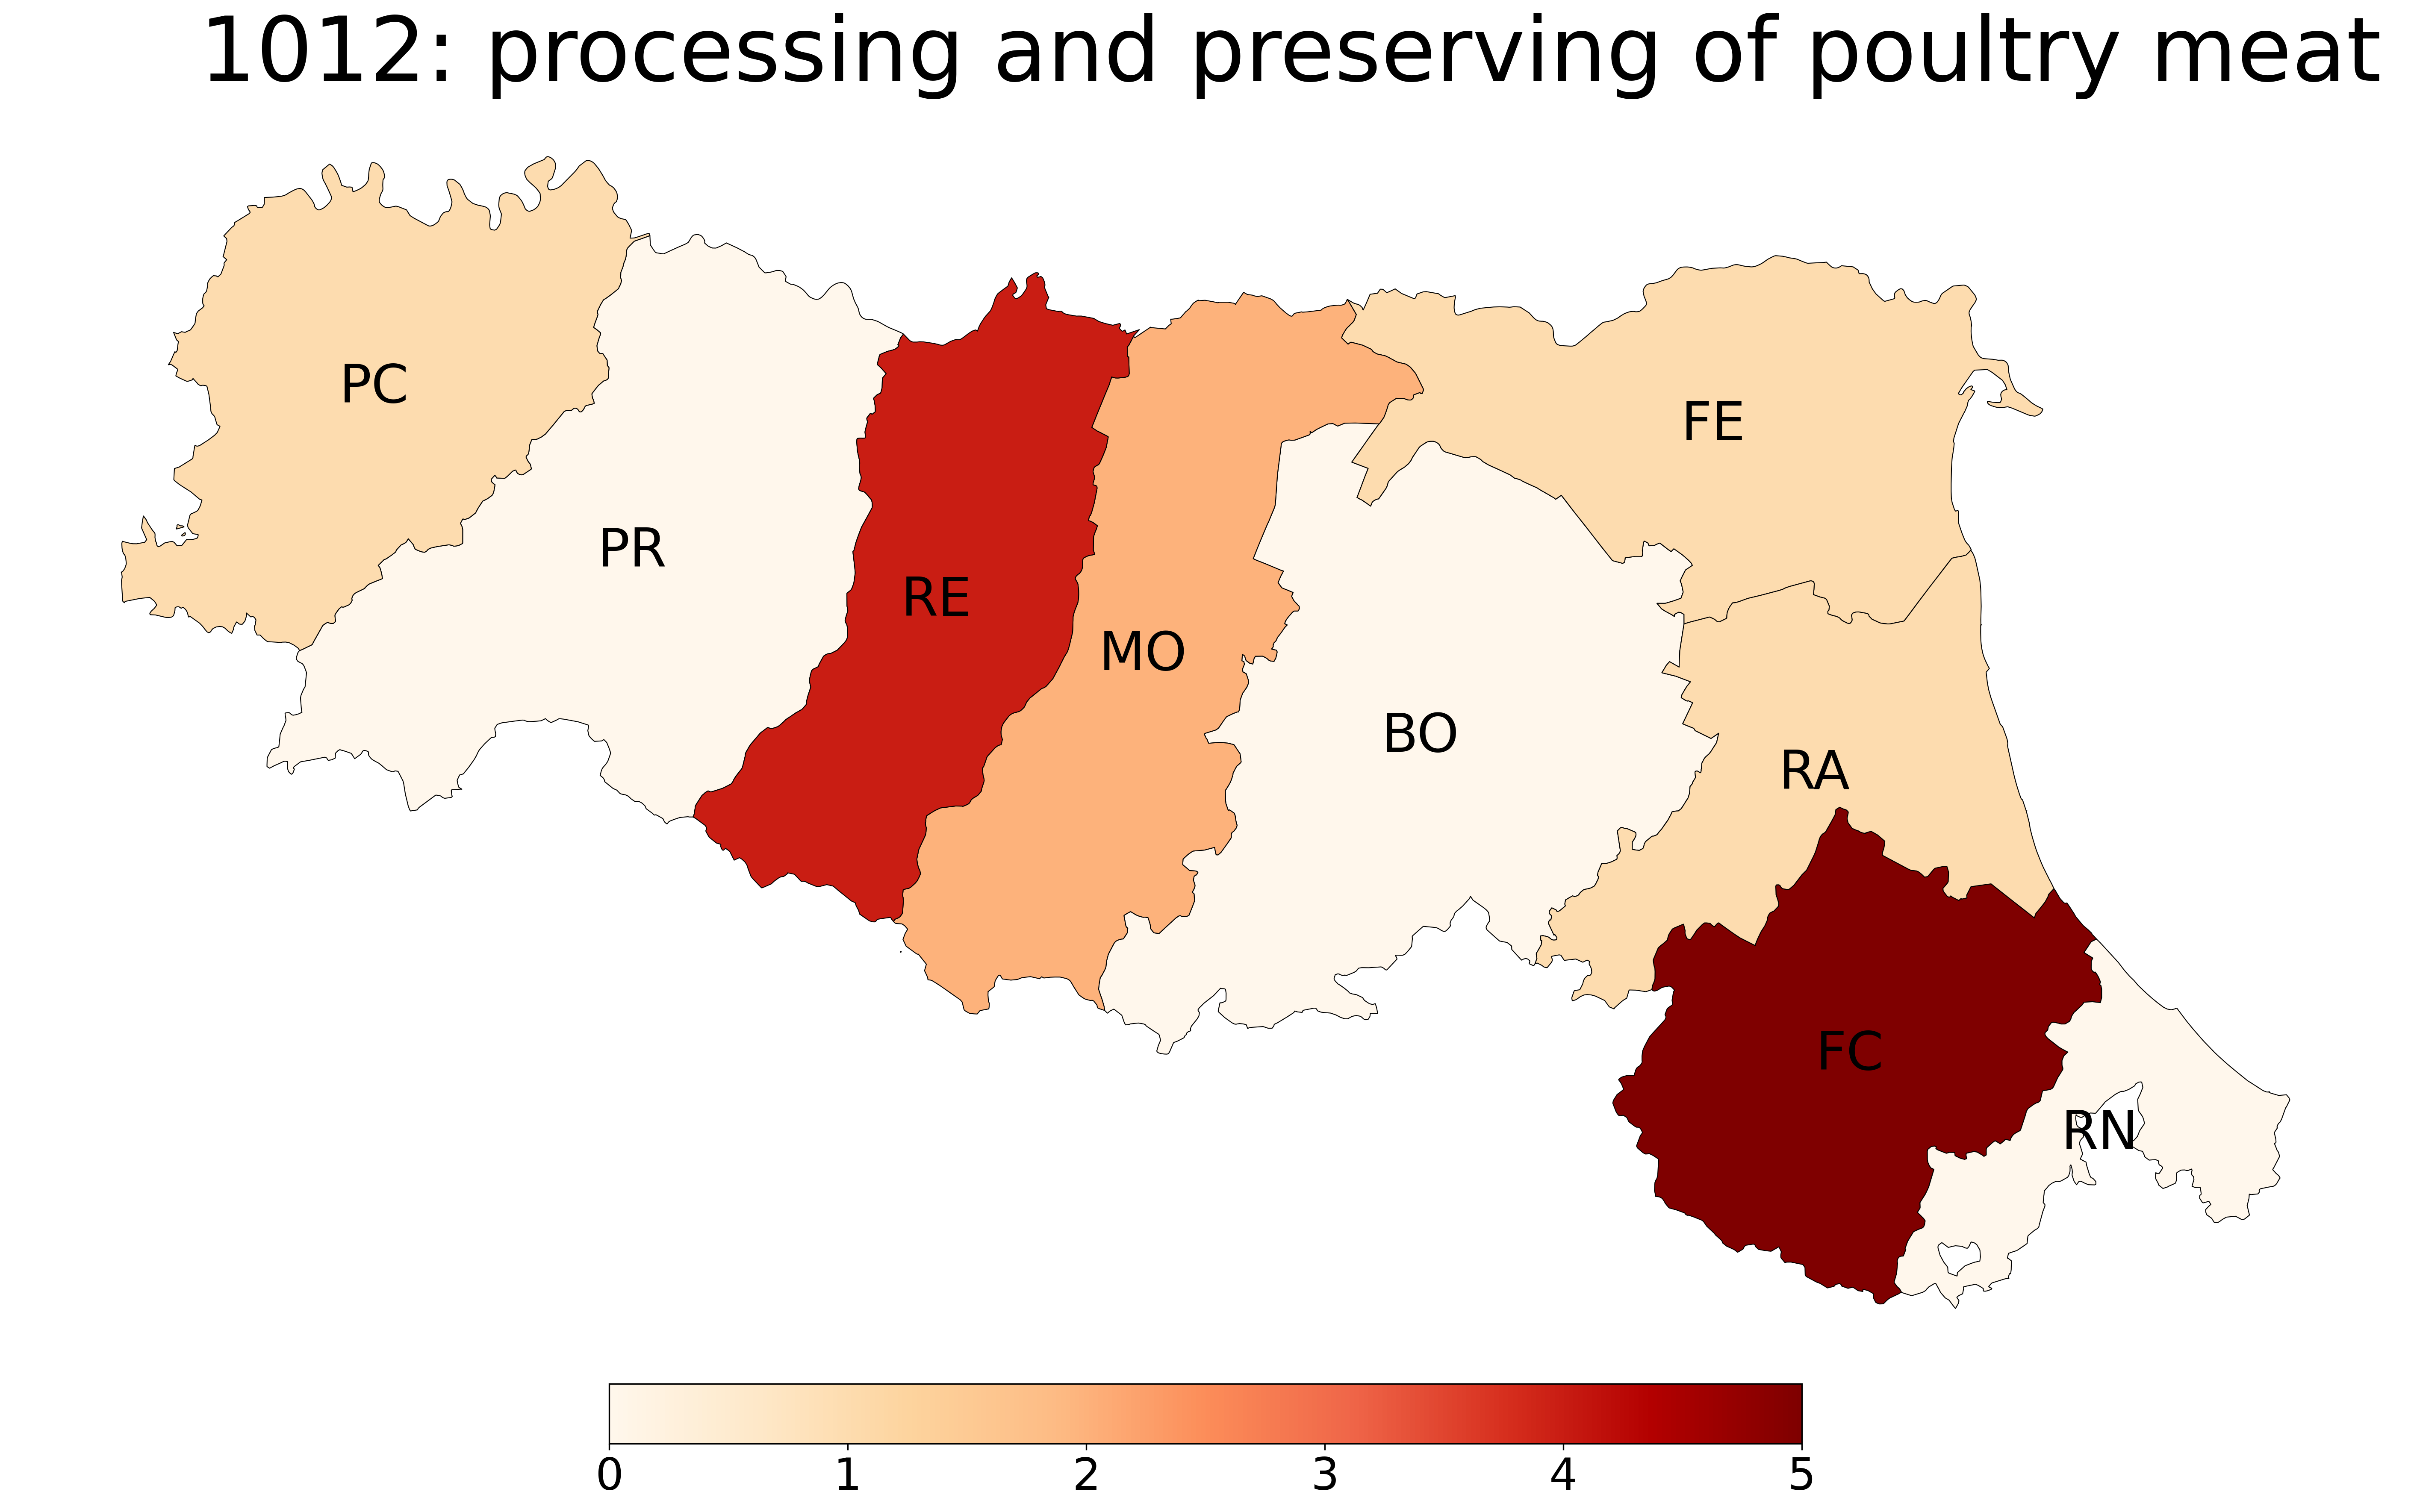 1012: processing and preserving of poultry meat
PC
FE
PR
RE
MO
BO
RA
FC
RN
0 1 2 3 4 5